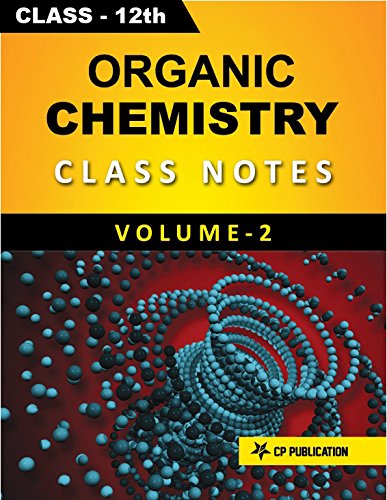 CLASS - 12th
ORGANIC
CHEMISTRY
CLASS NOTES
VOLUME-2
CP PUBLICATION